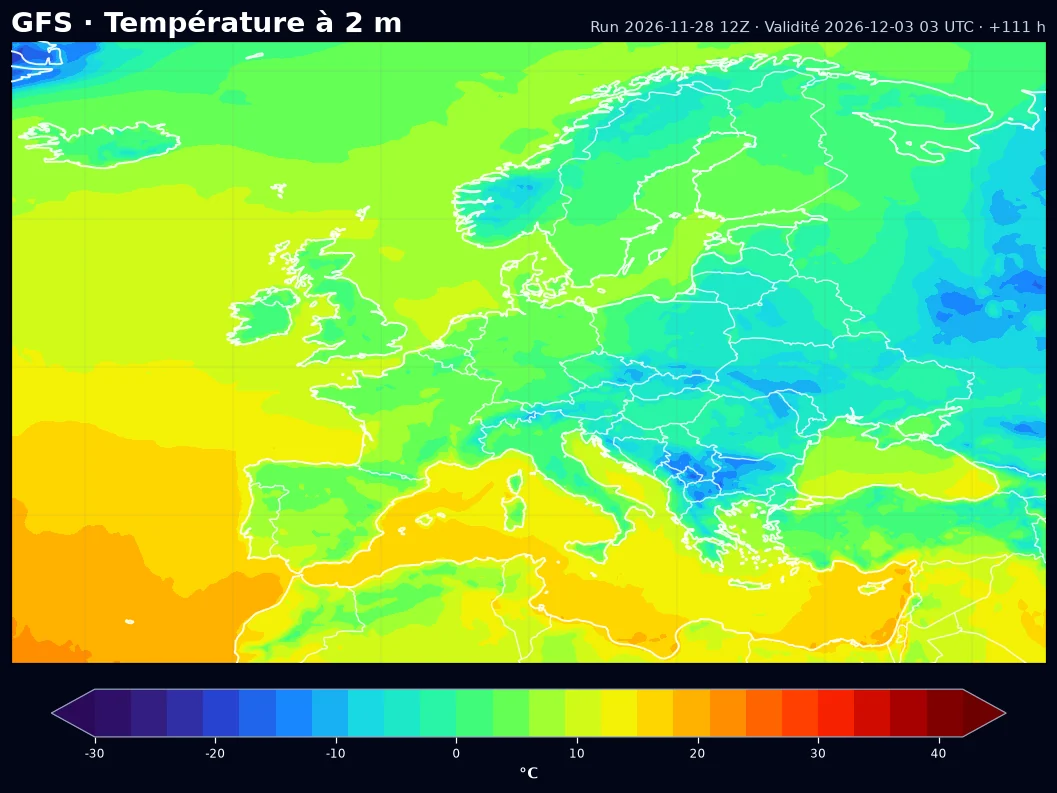 GFS · Température à 2 m
Run 2026-11-28 12Z · Validité 2026-12-03 03 UTC · +111 h
-30 -20 -10 0 10 20 30 40
°C